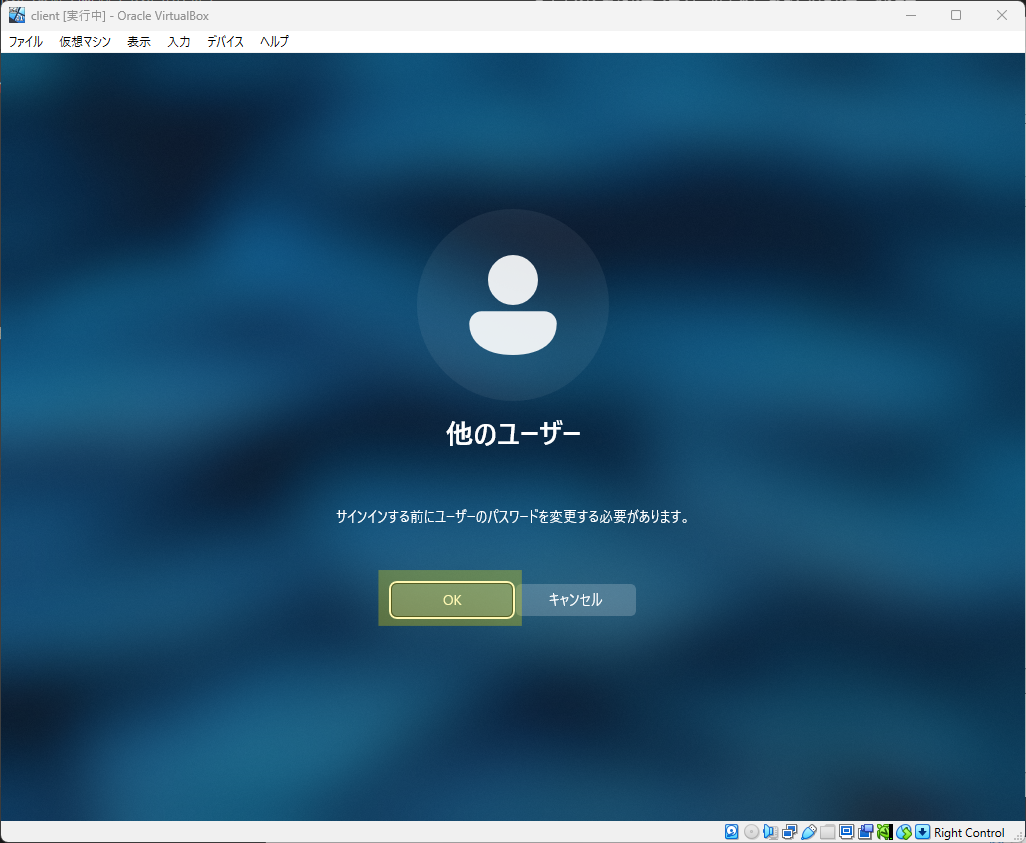 client [実行中] - Oracle VirtualBox
ファイル 仮想マシン 表示 入力 デバイス ヘルプ
他のユーザー
サインインする前にユーザーのパスワードを変更する必要があります。
OK キャンセル
Right Control